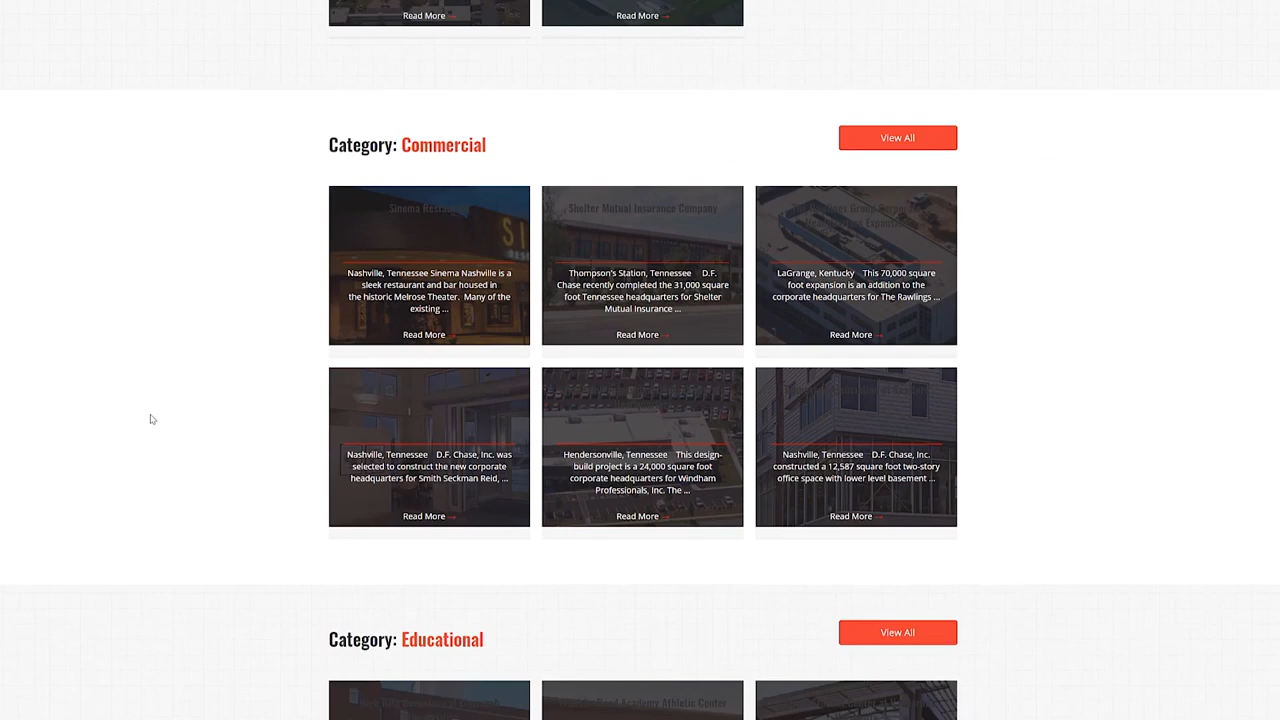 Read More →
Read More →
Category: Commercial
View All
Sinema Restaurant
SI
Nashville, Tennessee Sinema Nashville is a
sleek restaurant and bar housed in
the historic Melrose Theater. Many of the
existing ...
Read More →
Shelter Mutual Insurance Company
Thompson's Station, Tennessee D.F.
Chase recently completed the 31,000 square
foot Tennessee headquarters for Shelter
Mutual Insurance ...
Read More →
LaGrange, Kentucky This 70,000 square
foot expansion is an addition to the
corporate headquarters for The Rawlings ...
Read More →
Nashville, Tennessee D.F. Chase, Inc. was
selected to construct the new corporate
headquarters for Smith Seckman Reid, ...
Read More →
Hendersonville, Tennessee This design-
build project is a 24,000 square foot
corporate headquarters for Windham
Professionals, Inc. The ...
Read More →
Nashville, Tennessee D.F. Chase, Inc.
constructed a 12,587 square foot two-story
office space with lower level basement ...
Read More →
Category: Educational
View All
Academy Athletic Center